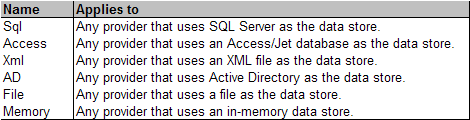 Name Applies to
Sql Any provider that uses SQL Server as the data store.
Access Any provider that uses an Access/Jet database as the data store.
Xml Any provider that uses an XML file as the data store.
AD Any provider that uses Active Directory as the data store.
File Any provider that uses a file as the data store.
Memory Any provider that uses an in-memory data store.